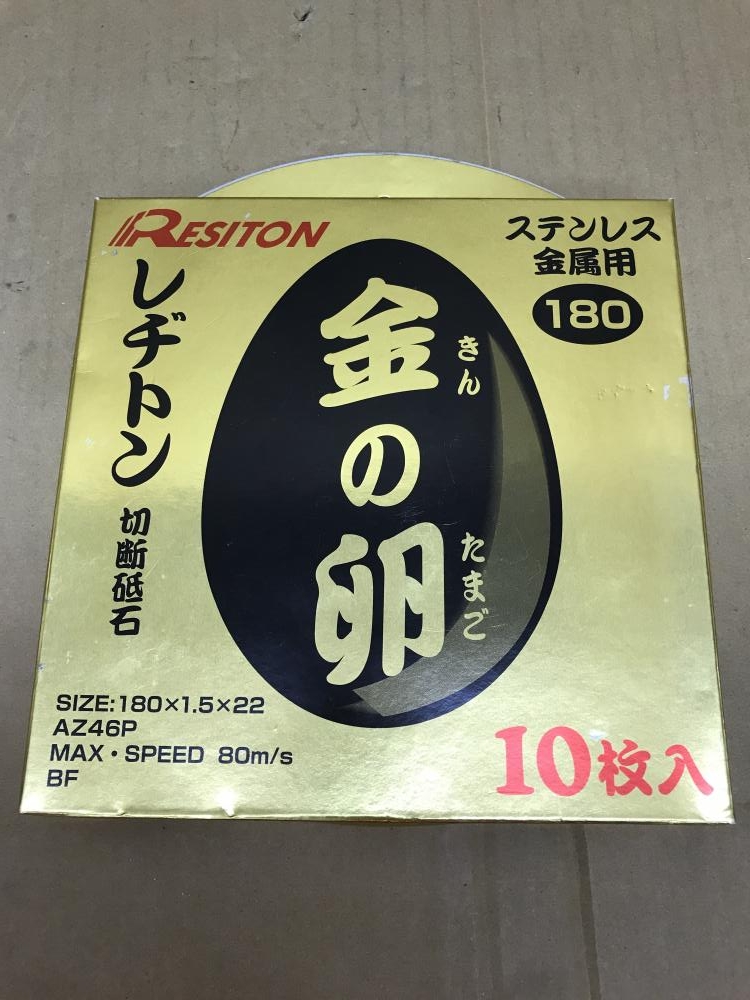 RESITON
レヂトン
切断砥石
ステンレス
金属用
180
金の卵
きん
たまご
SIZE:180×1.5×22
AZ46P
MAX・SPEED 80m/s
BF
10枚入